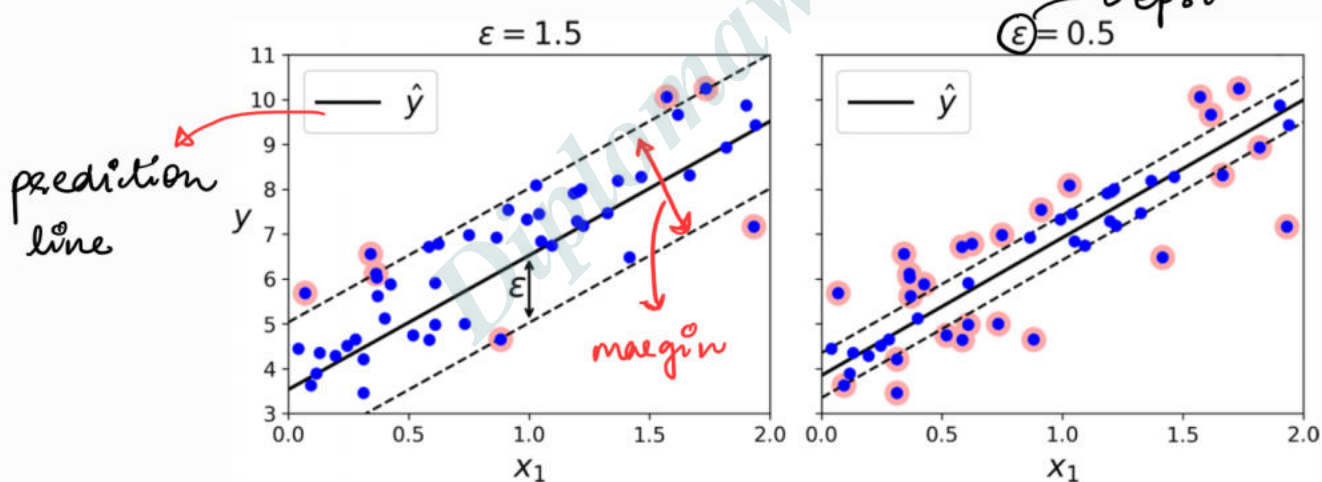 ε = 1.5
ε = 0.5
11
10
9
8
7
6
5
4
3
y
ŷ
ε
0.0 0.5 1.0 1.5 2.0
x₁
ŷ
0.0 0.5 1.0 1.5 2.0
x₁
prediction
line
margin